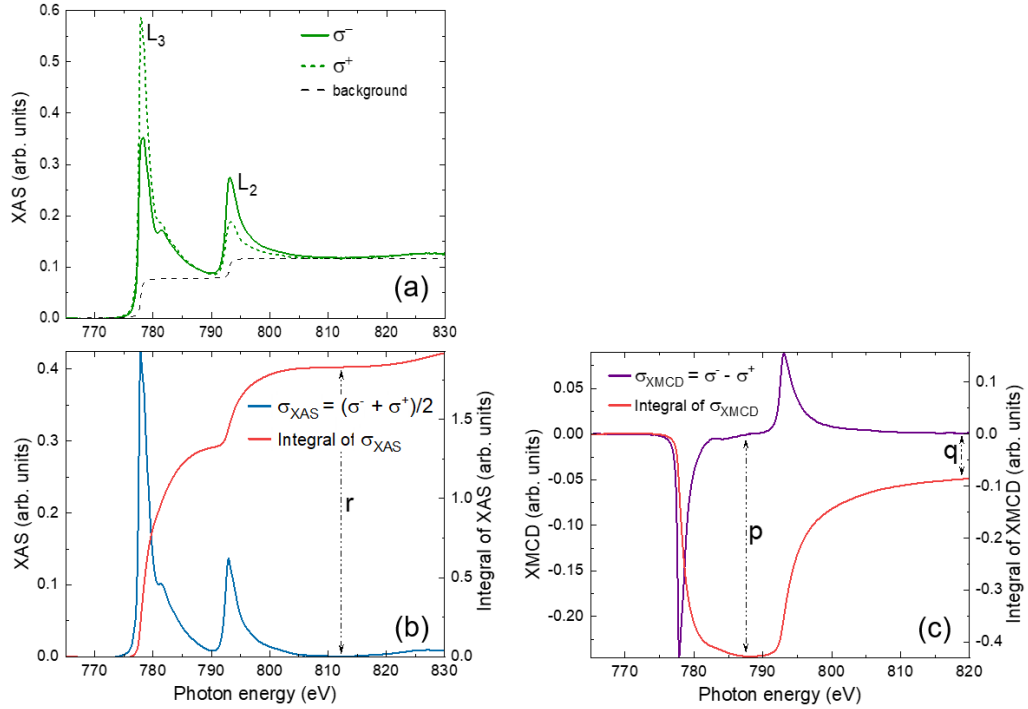 0.6
0.5
0.4
0.3
0.2
0.1
0.0
XAS (arb. units)
L₃
L₂
σ⁻
σ⁺
background
(a)
770 780 790 800 810 820 830
0.4
0.3
0.2
0.1
0.0
XAS (arb. units)
σXAS = (σ⁻ + σ⁺)/2
Integral of σXAS
r
(b)
1.5
1.0
0.5
0.0
Integral of XAS (arb. units)
770 780 790 800 810 820 830
Photon energy (eV)
0.05
0.00
-0.05
-0.10
-0.15
-0.20
XMCD (arb. units)
σXMCD = σ⁻ - σ⁺
Integral of σXMCD
p
q
(c)
0.1
0.0
-0.1
-0.2
-0.3
-0.4
Integral of XMCD (arb. units)
770 780 790 800 810 820
Photon energy (eV)